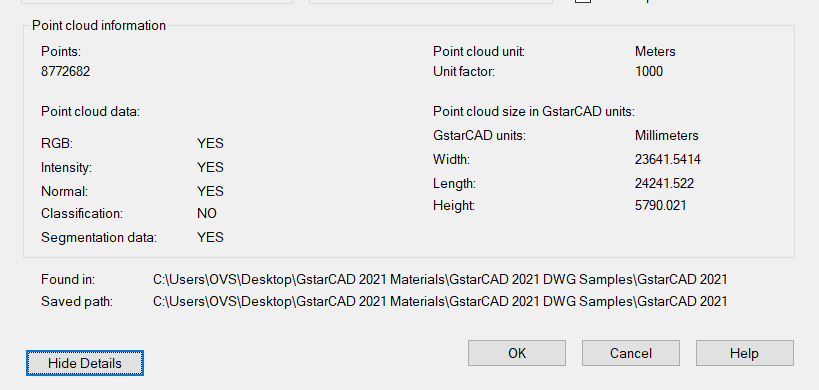 Point cloud information
Points:
8772682
Point cloud unit: Meters
Unit factor: 1000
Point cloud data:
RGB: YES
Intensity: YES
Normal: YES
Classification: NO
Segmentation data: YES
Point cloud size in GstarCAD units:
GstarCAD units: Millimeters
Width: 23641.5414
Length: 24241.522
Height: 5790.021
Found in: C:\Users\OVS\Desktop\GstarCAD 2021 Materials\GstarCAD 2021 DWG Samples\GstarCAD 2021
Saved path: C:\Users\OVS\Desktop\GstarCAD 2021 Materials\GstarCAD 2021 DWG Samples\GstarCAD 2021
Hide Details
OK
Cancel
Help